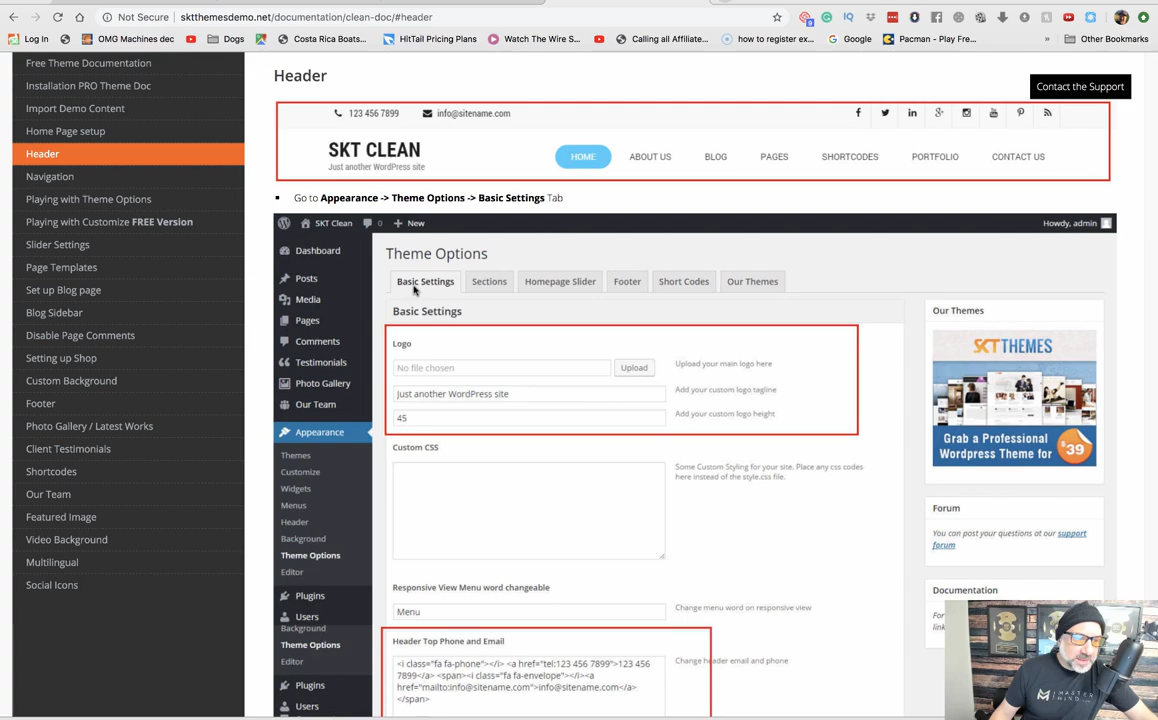 Not Secure
skthemesdemo.net/documentation/clean-doc/#header
Log In
OMG Machines dec
Dogs
Costa Rica Boats...
HitTail Pricing Plans
Watch The Wire S...
Calling all Affiliate...
how to register ex...
Google
Pacman - Play Fre...
»
Other Bookmarks
Free Theme Documentation
Installation PRO Theme Doc
Import Demo Content
Home Page setup
Header
Navigation
Playing with Theme Options
Playing with Customize FREE Version
Slider Settings
Page Templates
Set up Blog page
Blog Sidebar
Disable Page Comments
Setting up Shop
Custom Background
Footer
Photo Gallery / Latest Works
Client Testimonials
Shortcodes
Our Team
Featured Image
Video Background
Multilingual
Social Icons
Header
Contact the Support
123 456 7899 info@sitename.com
SKT CLEAN
Just another WordPress site
HOME ABOUT US BLOG PAGES SHORTCODES PORTFOLIO CONTACT US
Go to Appearance -> Theme Options -> Basic Settings Tab
SKT Clean 0 New Howdy, admin
Dashboard
Posts
Media
Pages
Comments
Testimonials
Photo Gallery
Our Team
Appearance
Themes
Customize
Widgets
Menus
Header
Background
Theme Options
Editor
Plugins
Users
Background
Theme Options
Editor
Plugins
Users
Theme Options
Basic Settings Sections Homepage Slider Footer Short Codes Our Themes
Basic Settings
Logo
No file chosen Upload Upload your main logo here
Just another WordPress site Add your custom logo tagline
45 Add your custom logo height
Custom CSS
Some Custom Styling for your site. Place any css codes
here instead of the style.css file.
Responsive View Menu word changeable
Menu Change menu word on responsive view
Header Top Phone and Email
<i class="fa fa-phone"></i> <a href="tel:123 456 7899">123 456
7899</a> <span><i class="fa fa-envelope"></i><a
href="mailto:info@sitename.com">info@sitename.com</a>
</span>
Change header email and phone
Our Themes
SKT THEMES
Grab a Professional
Wordpress Theme for $39
Forum
You can post your questions at our support
forum
Documentation
For
link
MASTER
MIND